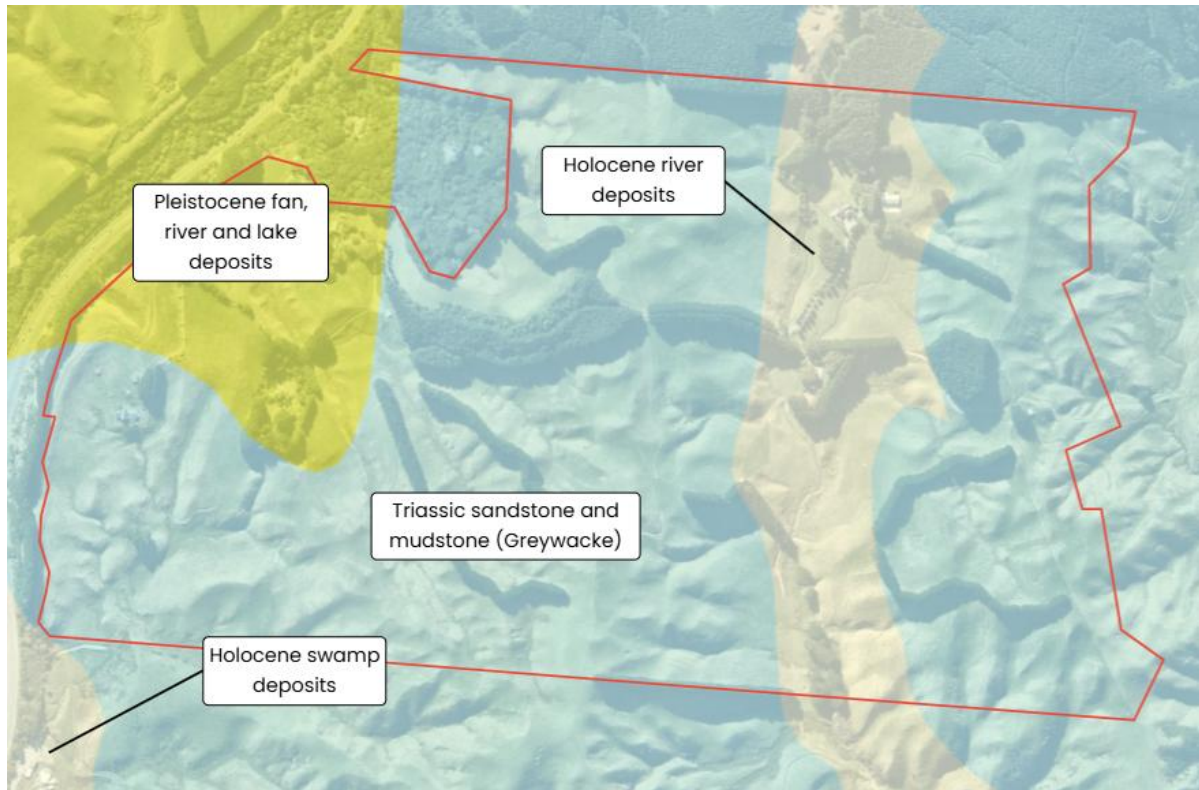 Holocene river
deposits
Pleistocene fan,
river and lake
deposits
Triassic sandstone and
mudstone (Greywacke)
Holocene swamp
deposits